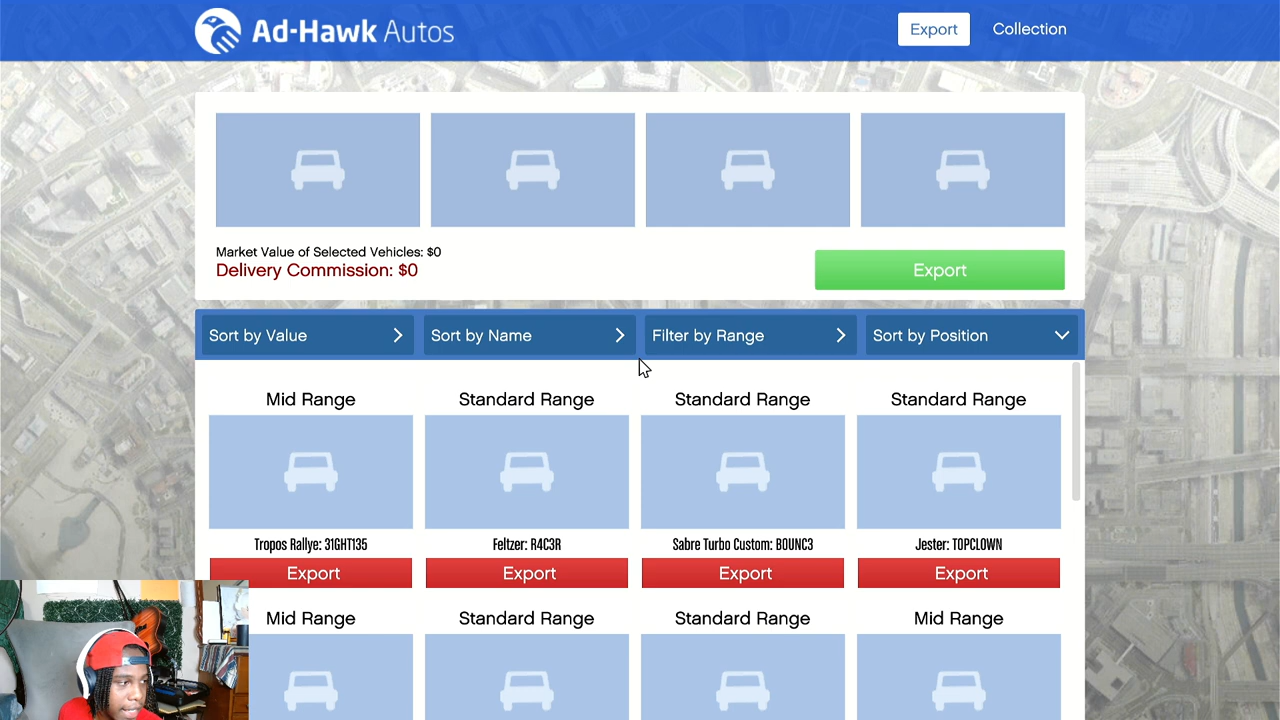 Ad-Hawk Autos
Export
Collection
Market Value of Selected Vehicles: $0
Delivery Commission: $0
Export
Sort by Value
Sort by Name
Filter by Range
Sort by Position
Mid Range
Standard Range
Standard Range
Standard Range
Tropos Rallye: 31GHT135
Feltzer: R4C3R
Sabre Turbo Custom: B0UNC3
Jester: TOPCLOWN
Export
Export
Export
Export
Mid Range
Standard Range
Standard Range
Mid Range